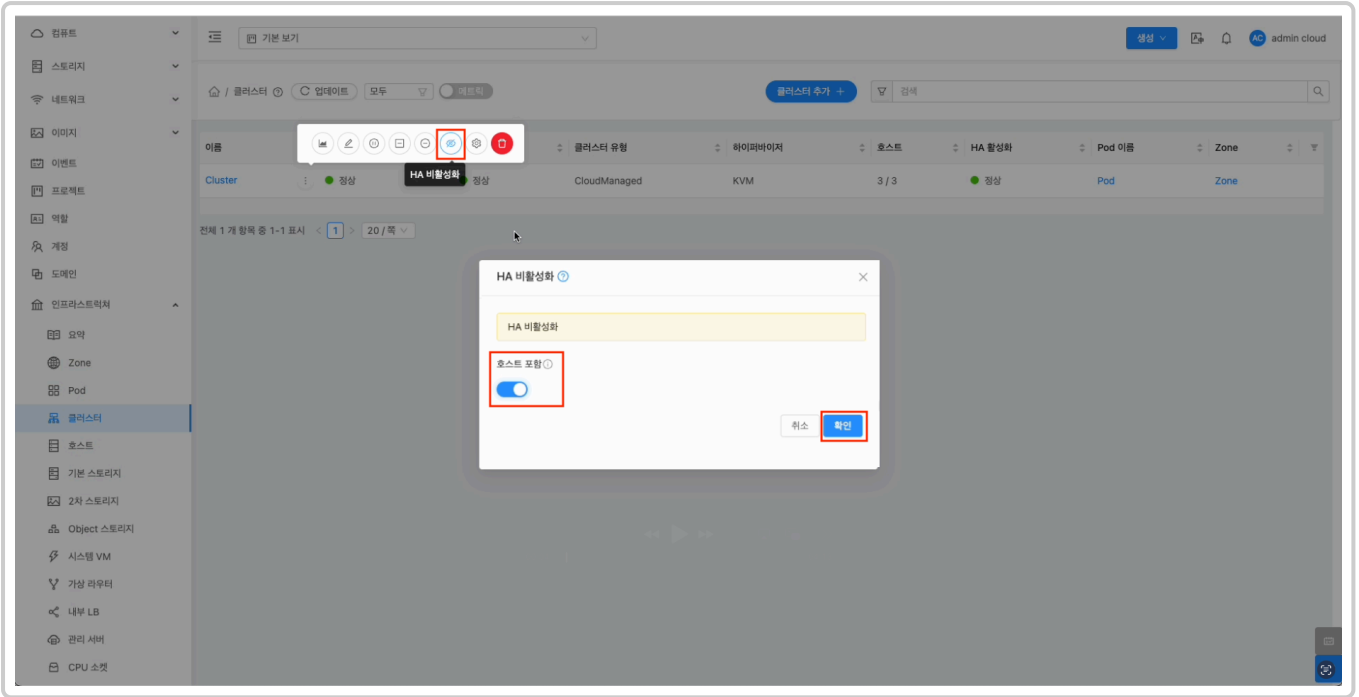 컴퓨트
기본 보기
생성
AC admin cloud
스토리지
네트워크
/ 클러스터 업데이트 모두 메트릭
클러스터 추가 +
검색
이미지
이벤트
프로젝트
역할
계정
도메인
인프라스트럭쳐
요약
Zone
Pod
클러스터
호스트
기본 스토리지
2차 스토리지
Object 스토리지
시스템 VM
가상 라우터
내부 LB
관리 서버
CPU 소켓
이름 클러스터 유형 하이퍼바이저 호스트 HA 활성화 Pod 이름 Zone
HA 비활성화
Cluster 정상 정상 CloudManaged KVM 3 / 3 정상 Pod Zone
전체 1 개 항목 중 1-1 표시 < 1 > 20 / 쪽
HA 비활성화
HA 비활성화
호스트 포함
취소 확인